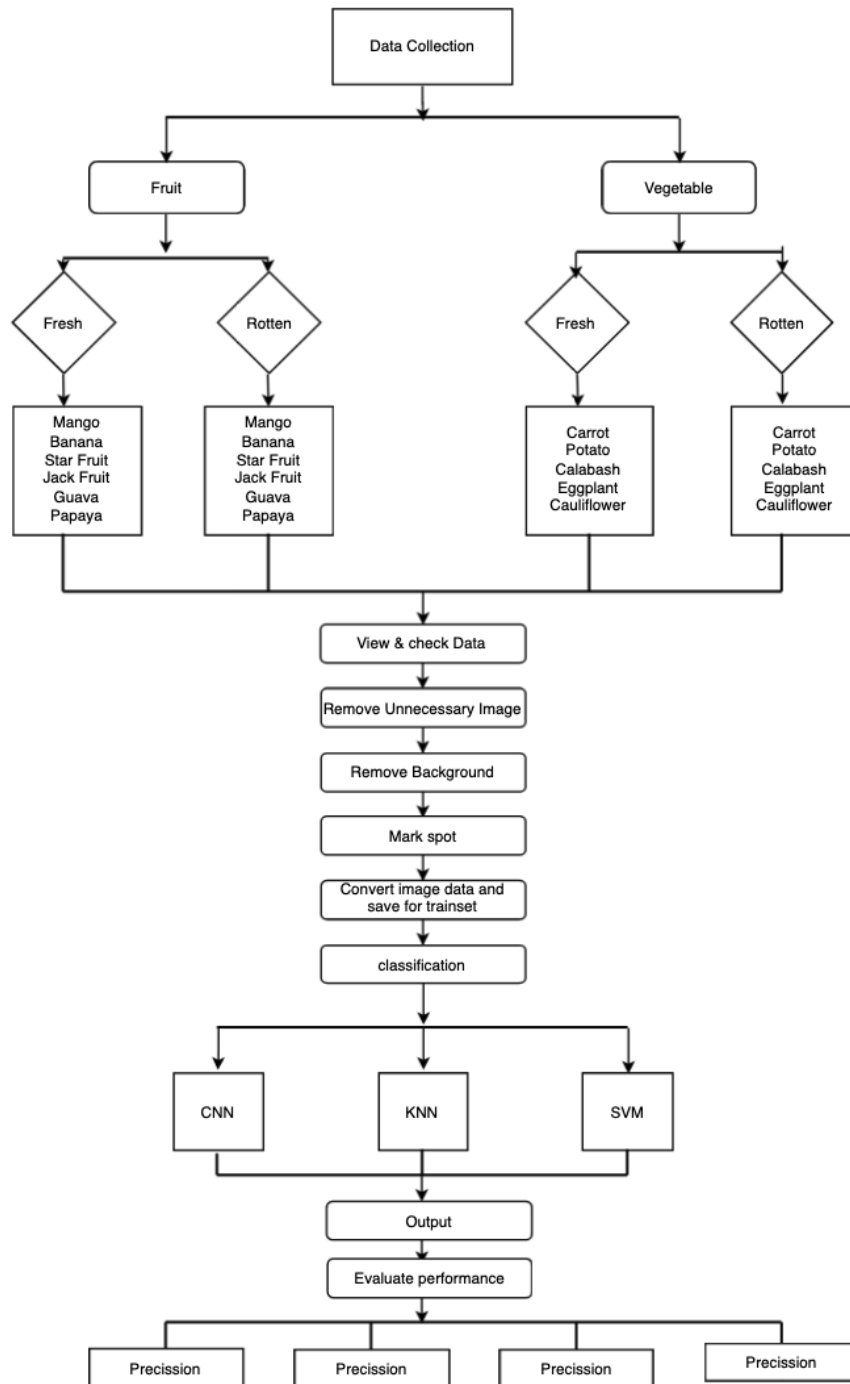 Data Collection
Fruit
Vegetable
Fresh
Rotten
Fresh
Rotten
Mango
Banana
Star Fruit
Jack Fruit
Guava
Papaya
Mango
Banana
Star Fruit
Jack Fruit
Guava
Papaya
Carrot
Potato
Calabash
Eggplant
Cauliflower
Carrot
Potato
Calabash
Eggplant
Cauliflower
View & check Data
Remove Unnecessary Image
Remove Background
Mark spot
Convert image data and
save for trainset
classification
CNN
KNN
SVM
Output
Evaluate performance
Precission
Precission
Precission
Precission